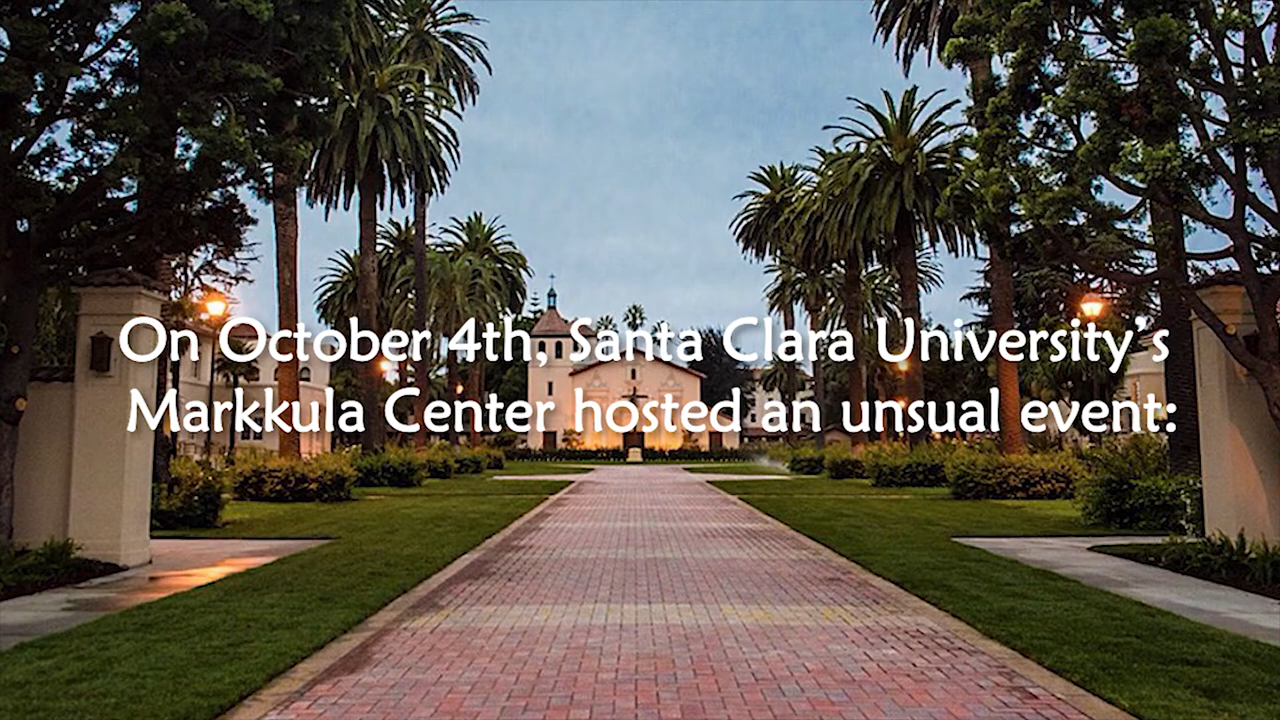 On October 4th, Santa Clara University's
Markkula Center hosted an unsual event: